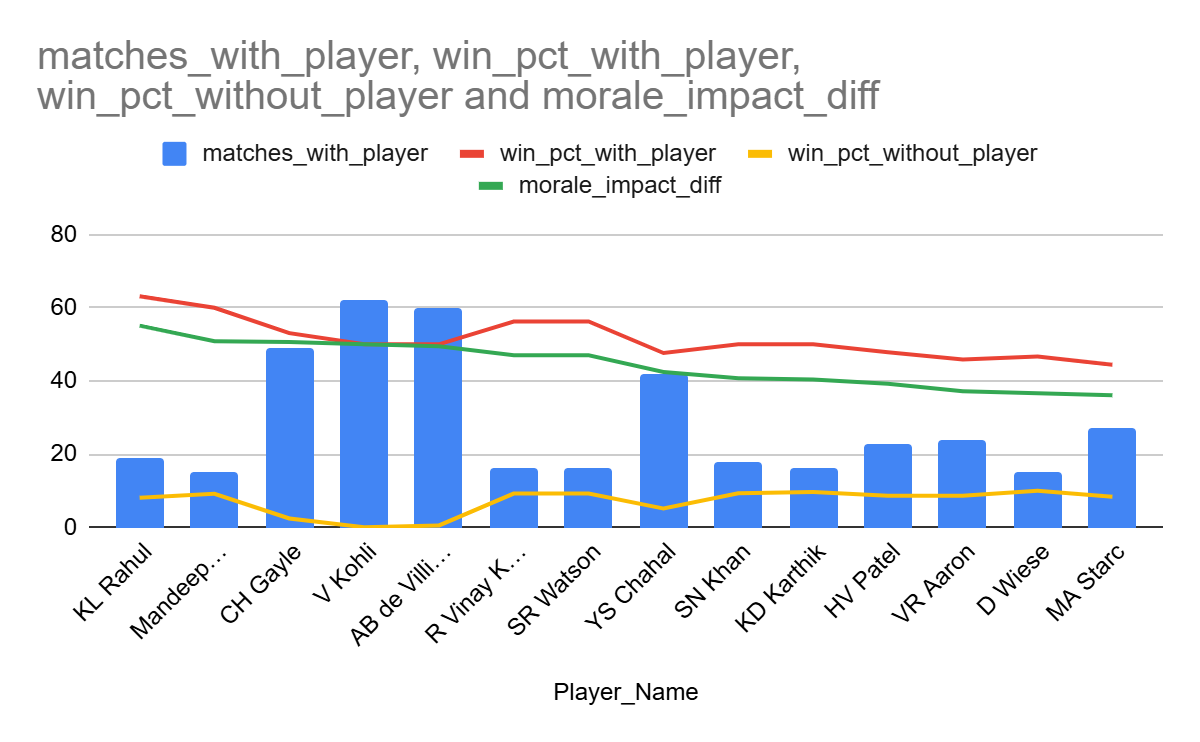 matches_with_player, win_pct_with_player,
win_pct_without_player and morale_impact_diff
matches_with_player win_pct_with_player win_pct_without_player
morale_impact_diff
80
60
40
20
0
KL Rahul
Mandeep…
CH Gayle
V Kohli
AB de Villi…
R Vinay K…
SR Watson
YS Chahal
SN Khan
KD Karthik
HV Patel
VR Aaron
D Wiese
MA Starc
Player_Name